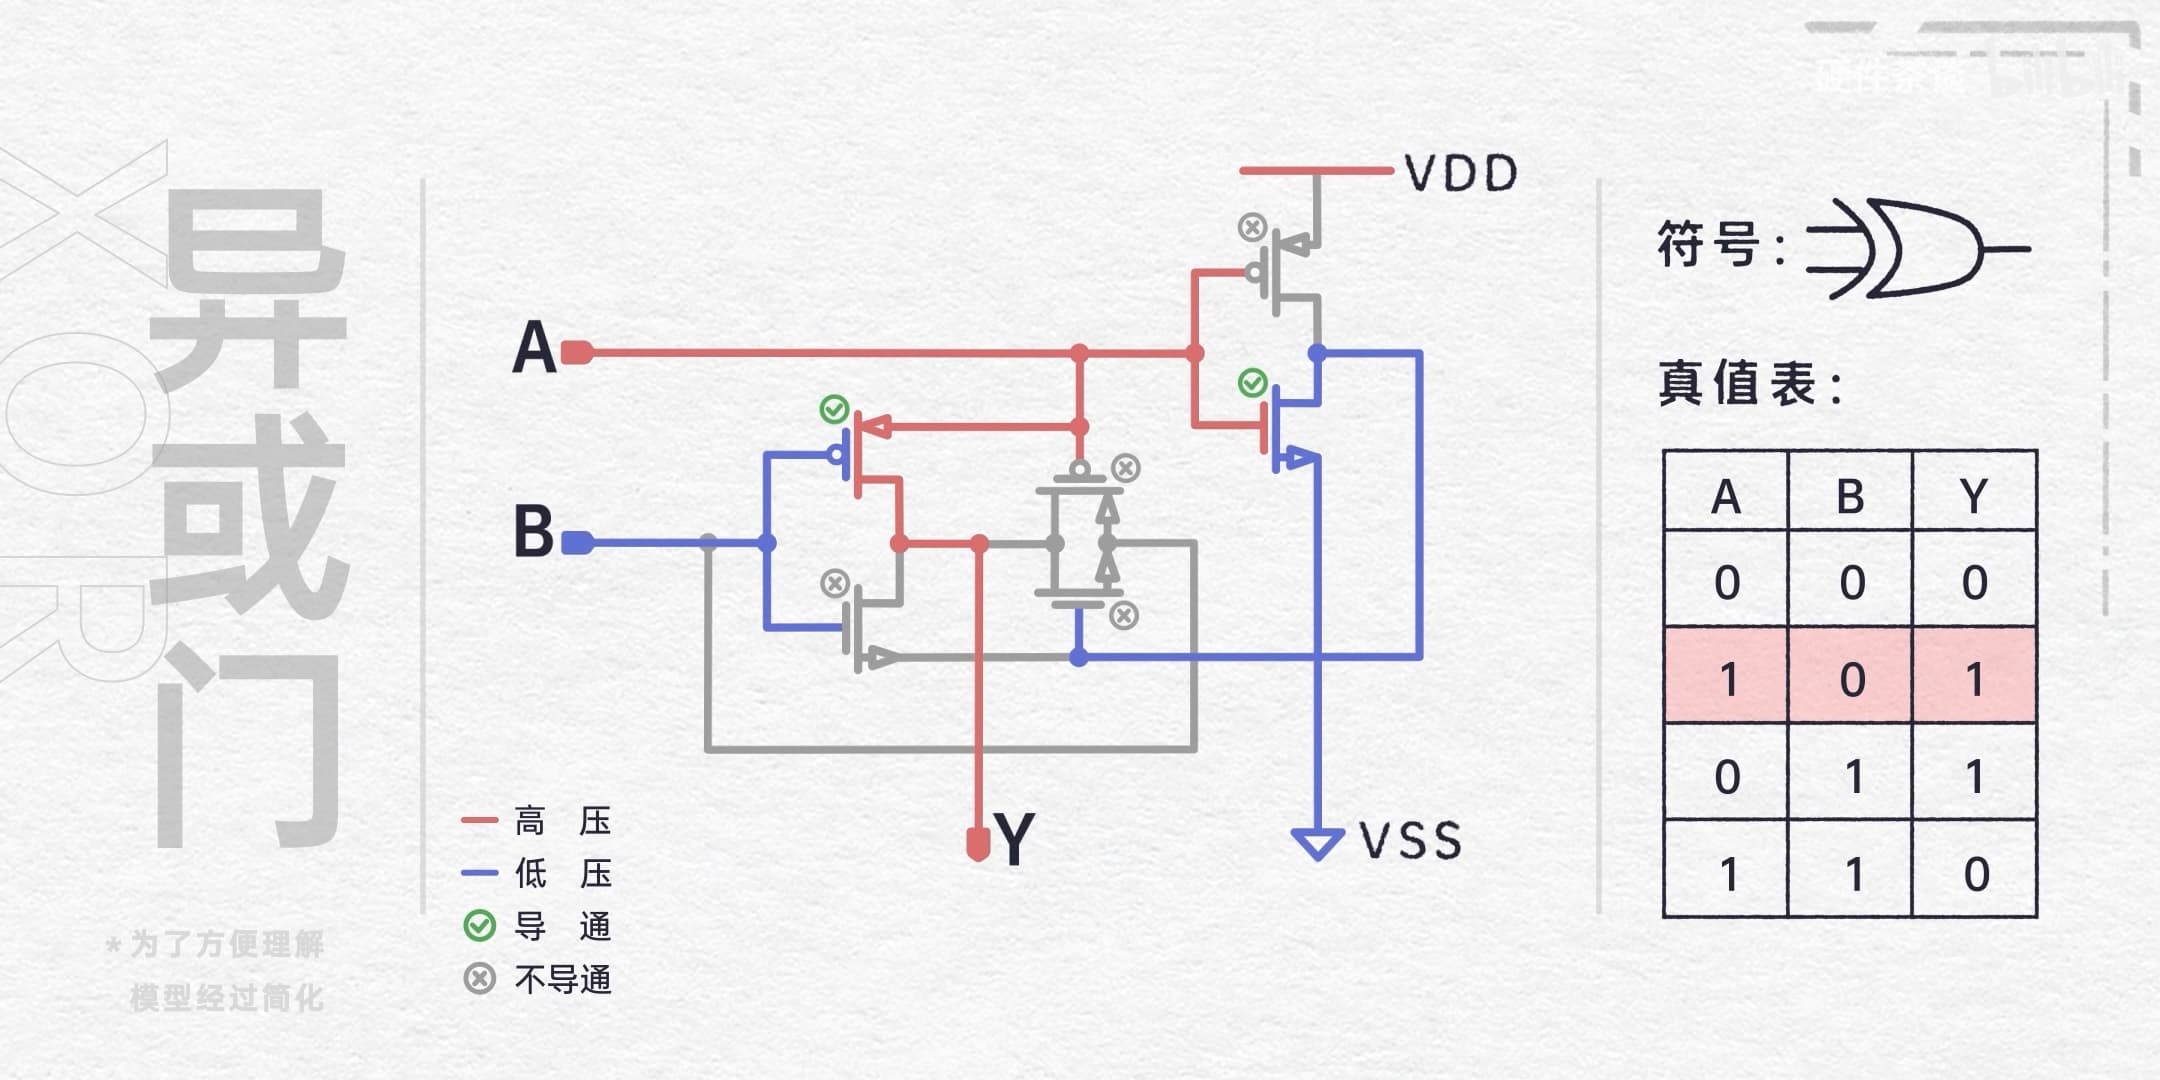 异或门
XOR
*为了方便理解
模型经过简化
A
B
Y
VDD
VSS
高 压
低 压
导 通
不导通
符号：
真值表：
A B Y
0 0 0
1 0 1
0 1 1
1 1 0
bilibili